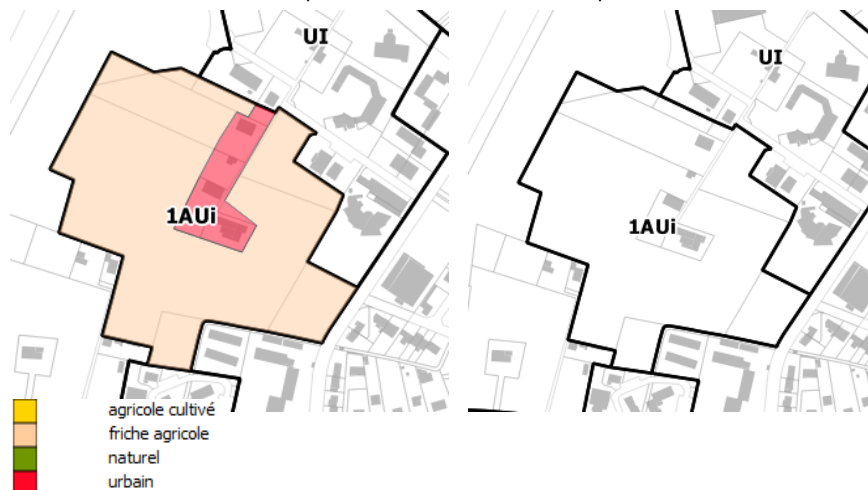 UI
UI
1AUi
1AUi
agricole cultivé
friche agricole
naturel
urbain